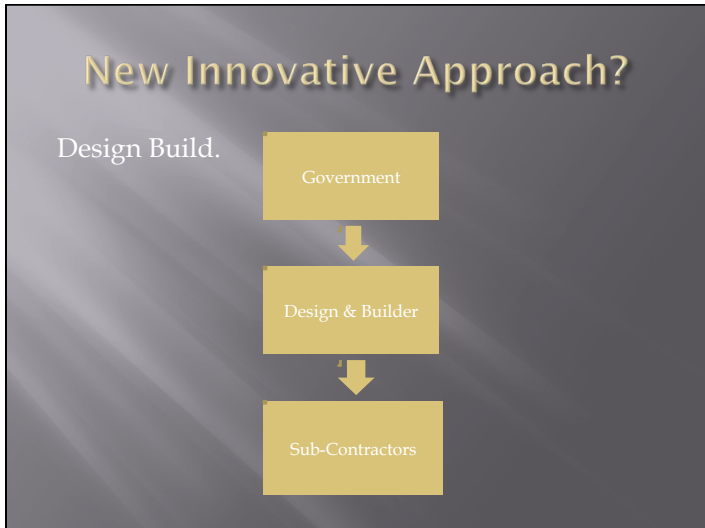 New Innovative Approach?
Design Build.
Government
Design & Builder
Sub-Contractors